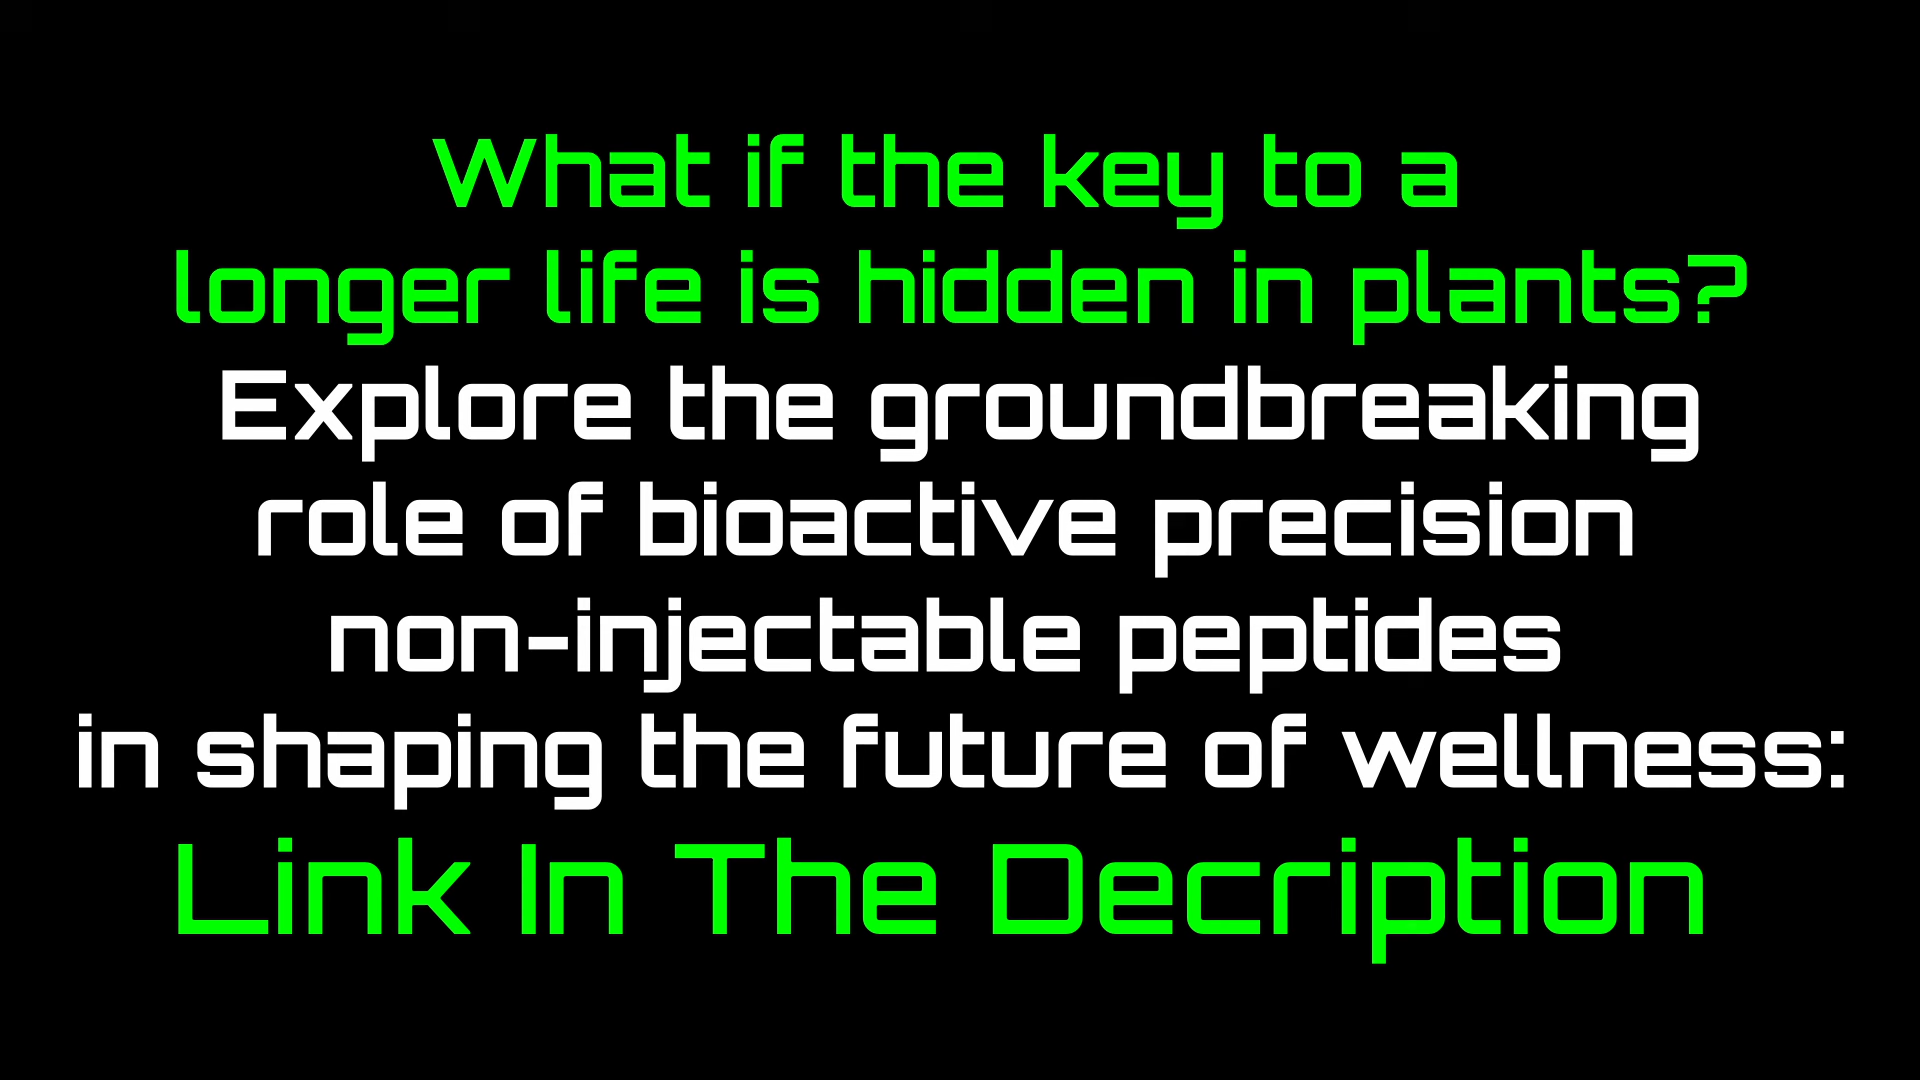 What if the key to a
longer life is hidden in plants?
Explore the groundbreaking
role of bioactive precision
non-injectable peptides
in shaping the future of wellness:
Link In The Decription